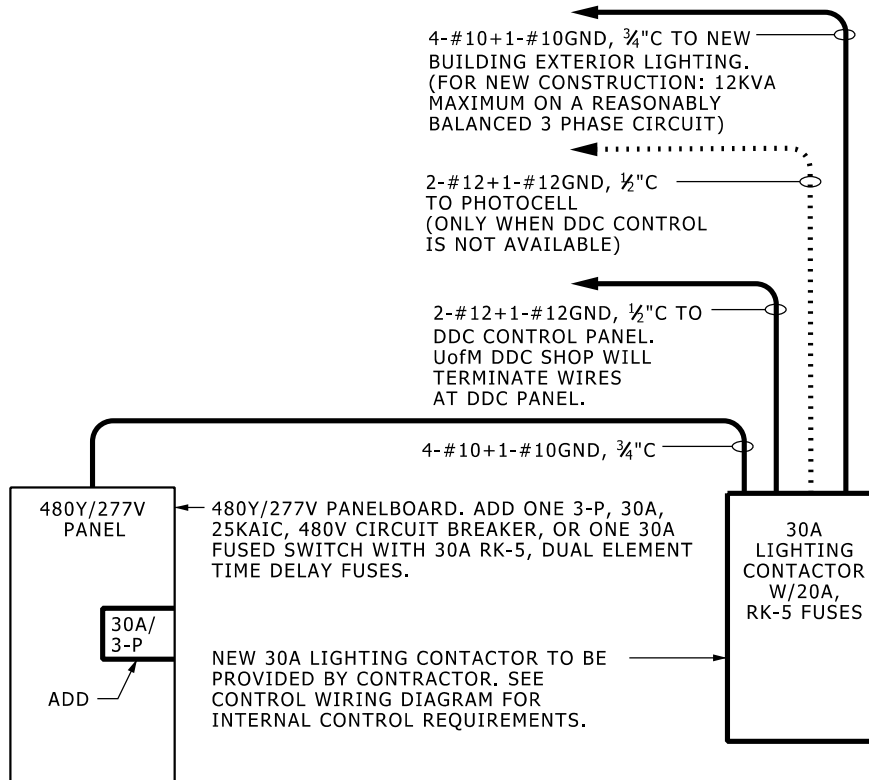 4-#10+1-#10GND, ¾"C TO NEW
BUILDING EXTERIOR LIGHTING.
(FOR NEW CONSTRUCTION: 12KVA
MAXIMUM ON A REASONABLY
BALANCED 3 PHASE CIRCUIT)
2-#12+1-#12GND, ½"C
TO PHOTOCELL
(ONLY WHEN DDC CONTROL
IS NOT AVAILABLE)
2-#12+1-#12GND, ½"C TO
DDC CONTROL PANEL.
UofM DDC SHOP WILL
TERMINATE WIRES
AT DDC PANEL.
4-#10+1-#10GND, ¾"C
480Y/277V
PANEL
480Y/277V PANELBOARD. ADD ONE 3-P, 30A,
25KAIC, 480V CIRCUIT BREAKER, OR ONE 30A
FUSED SWITCH WITH 30A RK-5, DUAL ELEMENT
TIME DELAY FUSES.
30A
LIGHTING
CONTACTOR
W/20A,
RK-5 FUSES
30A/
3-P
ADD
NEW 30A LIGHTING CONTACTOR TO BE
PROVIDED BY CONTRACTOR. SEE
CONTROL WIRING DIAGRAM FOR
INTERNAL CONTROL REQUIREMENTS.